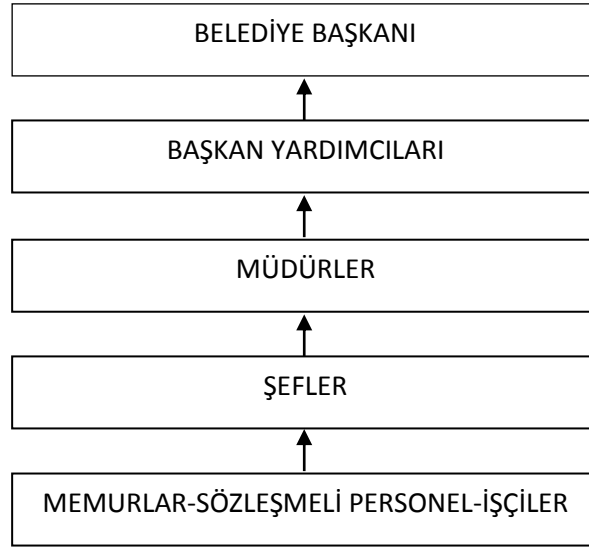 BELEDİYE BAŞKANI
BAŞKAN YARDIMCILARI
MÜDÜRLER
ŞEFLER
MEMURLAR-SÖZLEŞMELİ PERSONEL-İŞÇİLER